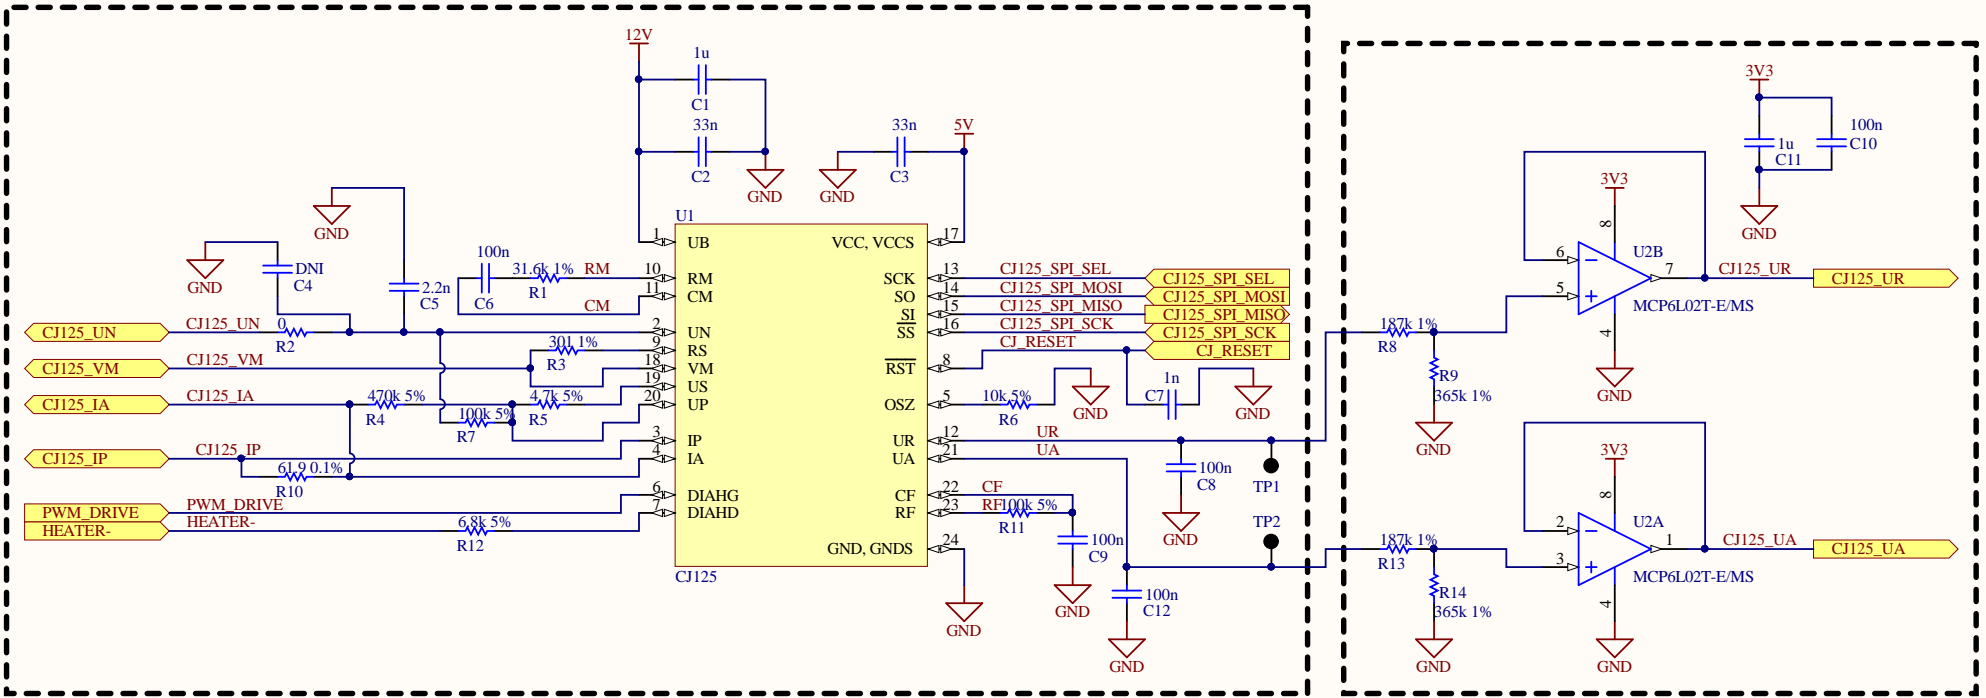 12V
1u
C1
33n
C2
GND
33n
C3
GND
5V
GND
GND
DNI
C4
2.2n
C5
100n
C6
31.6k 1%
R1
RM
CM
U1
1 UB
10 RM
11 CM
2 UN
9 RS
18 VM
19 US
20 UP
3 IP
4 IA
6 DIAHG
7 DIAHD
VCC, VCCS 17
SCK 13
SO 14
SI 15
SS 16
RST 8
OSZ 5
UR 12
UA 21
CF 22
RF 23
GND, GNDS 24
CJ125
CJ125_UN
CJ125_UN
0
R2
CJ125_VM
CJ125_VM
301 1%
R3
CJ125_IA
CJ125_IA
470k 5%
R4
4.7k 5%
R5
100k 5%
R7
CJ125_IP
CJ125_IP
61.9 0.1%
R10
PWM_DRIVE
PWM_DRIVE
HEATER-
HEATER-
6.8k 5%
R12
CJ125_SPI_SEL
CJ125_SPI_SEL
CJ125_SPI_MOSI
CJ125_SPI_MOSI
CJ125_SPI_MISO
CJ125_SPI_MISO
CJ125_SPI_SCK
CJ125_SPI_SCK
CJ_RESET
CJ_RESET
10k 5%
R6
GND
1n
C7
GND
UR
UA
100n
C8
GND
TP1
TP2
CF
RF
100k 5%
R11
100n
C9
GND
100n
C12
GND
GND
187k 1%
R8
R9
365k 1%
GND
3V3
8
6
5
7
4
U2B
MCP6L02T-E/MS
GND
CJ125_UR
CJ125_UR
3V3
1u
C11
100n
C10
GND
187k 1%
R13
R14
365k 1%
GND
3V3
8
2
3
1
4
U2A
MCP6L02T-E/MS
GND
CJ125_UA
CJ125_UA